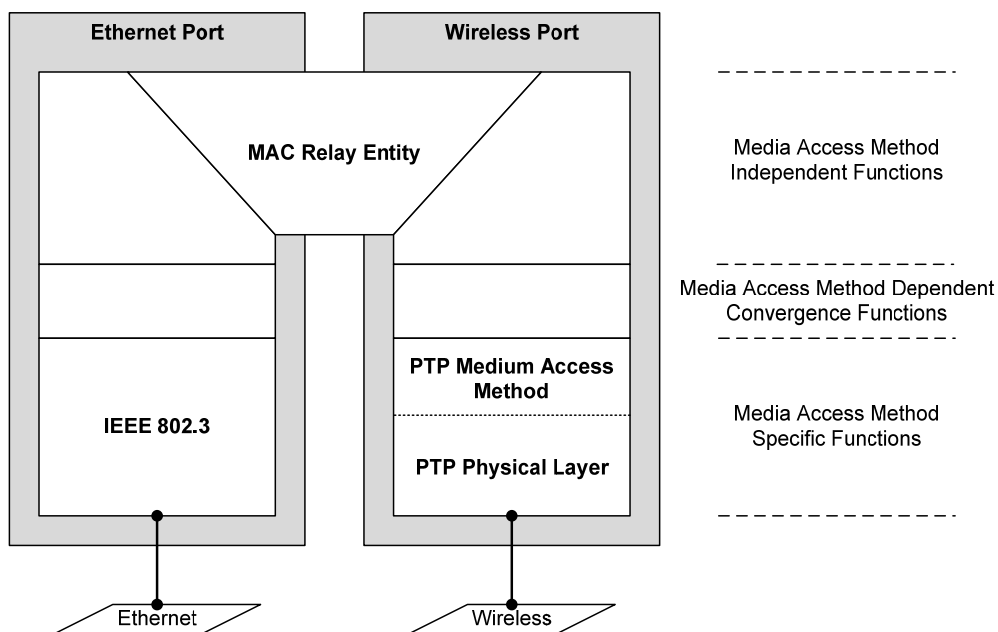 Ethernet Port
Wireless Port
MAC Relay Entity
Media Access Method
Independent Functions
Media Access Method Dependent
Convergence Functions
PTP Medium Access
Method
IEEE 802.3
PTP Physical Layer
Media Access Method
Specific Functions
Ethernet
Wireless